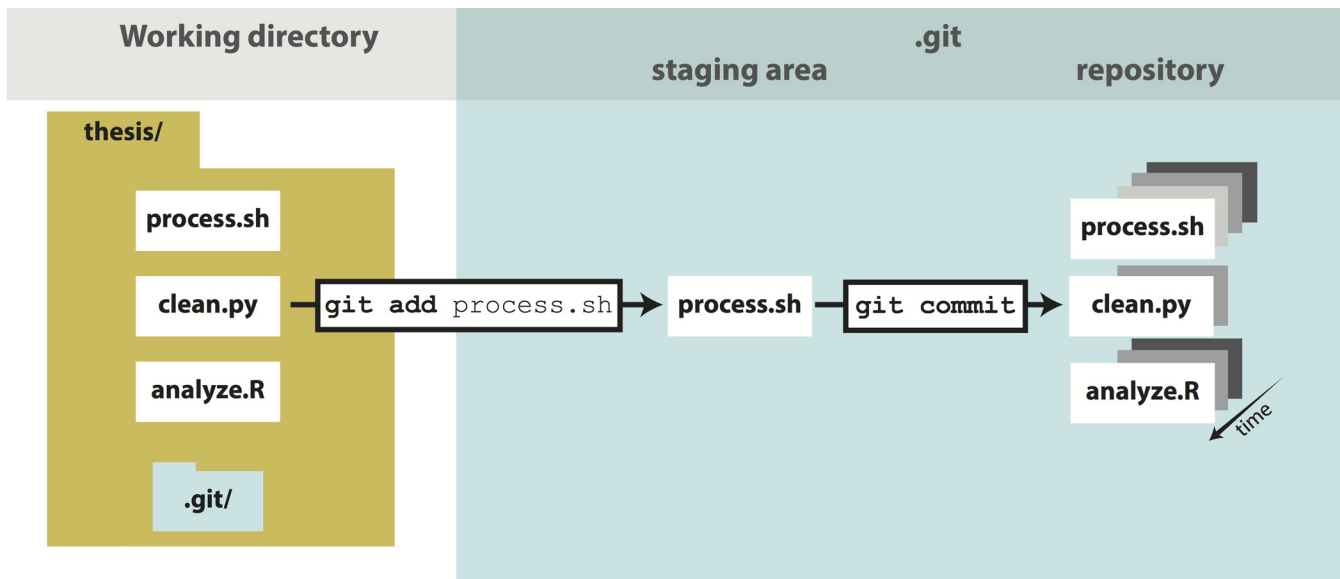 Working directory
.git
staging area
repository
thesis/
process.sh
clean.py
analyze.R
.git/
git add process.sh
process.sh
git commit
process.sh
clean.py
analyze.R
time